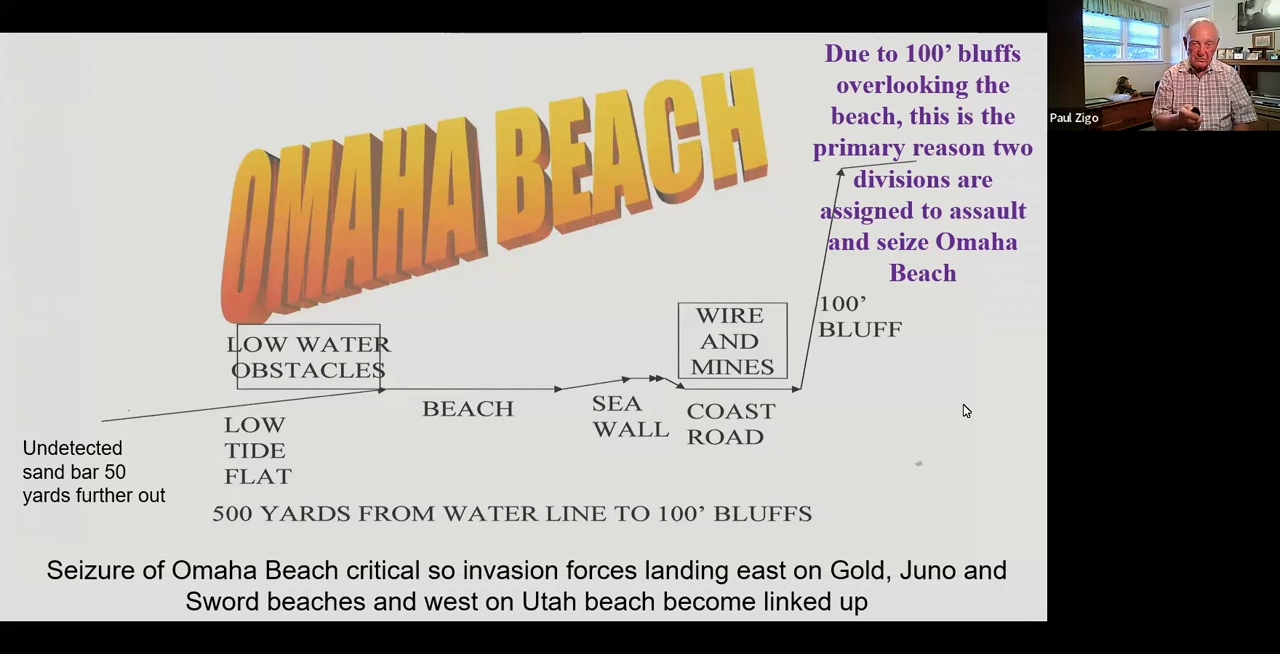 OMAHA BEACH
Due to 100’ bluffs
overlooking the
beach, this is the
primary reason two
divisions are
assigned to assault
and seize Omaha
Beach
Paul Zigo
LOW WATER
OBSTACLES
WIRE
AND
MINES
100’
BLUFF
BEACH
SEA
WALL
COAST
ROAD
LOW
TIDE
FLAT
Undetected
sand bar 50
yards further out
500 YARDS FROM WATER LINE TO 100’ BLUFFS
Seizure of Omaha Beach critical so invasion forces landing east on Gold, Juno and
Sword beaches and west on Utah beach become linked up